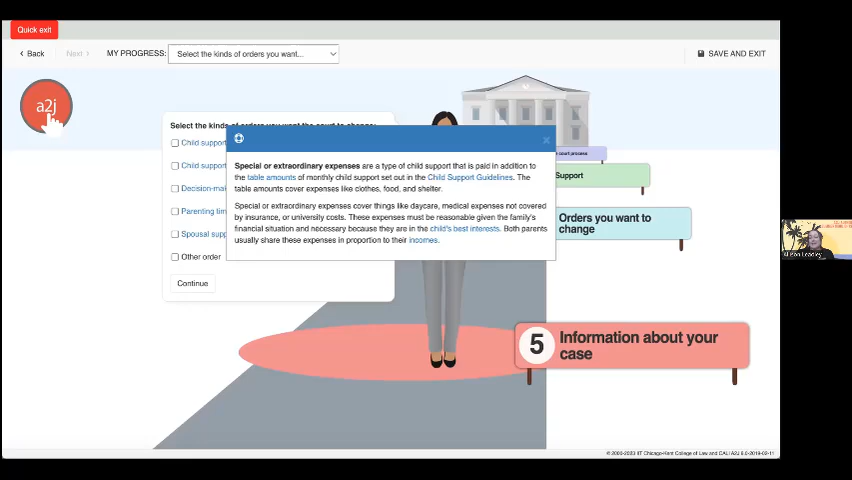 Quick exit
Back
Next
MY PROGRESS:
Select the kinds of orders you want...
SAVE AND EXIT
a2j
Select the kinds of orders you want the court to change:
Child support
Child support
Decision-mak
Parenting tim
Spousal supp
Other order
Continue
Special or extraordinary expenses are a type of child support that is paid in addition to
the table amounts of monthly child support set out in the Child Support Guidelines. The
table amounts cover expenses like clothes, food, and shelter.
Special or extraordinary expenses cover things like daycare, medical expenses not covered
by insurance, or university costs. These expenses must be reasonable given the family's
financial situation and necessary because they are in the child's best interests. Both parents
usually share these expenses in proportion to their incomes.
court process
Support
Orders you want to
change
5
Information about your
case
Alison Leadley